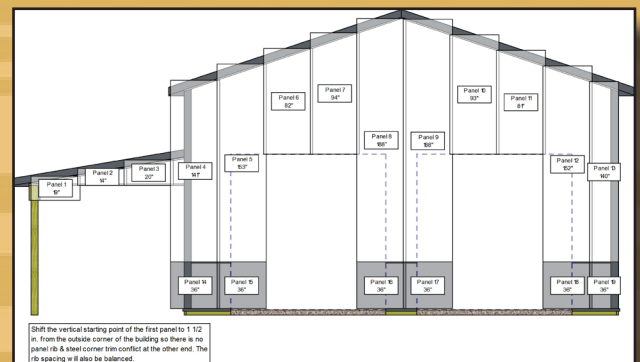 Panel 10
93"
Panel 6
82"
Panel 7
94"
Panel 11
81"
Panel 8
188"
Panel 9
188"
Panel 5
153"
Panel 12
152"
Panel 4
141"
Panel 13
140"
Panel 3
20"
Panel 2
14"
Panel 1
19"
Panel 14
36"
Panel 15
36"
Panel 16
36"
Panel 17
36"
Panel 18
36"
Panel 19
36"
Shift the vertical starting point of the first panel to 1 1/2
in. from the outside corner of the building so there is no
panel rib & steel corner trim conflict at the other end. The
rib spacing will also be balanced.